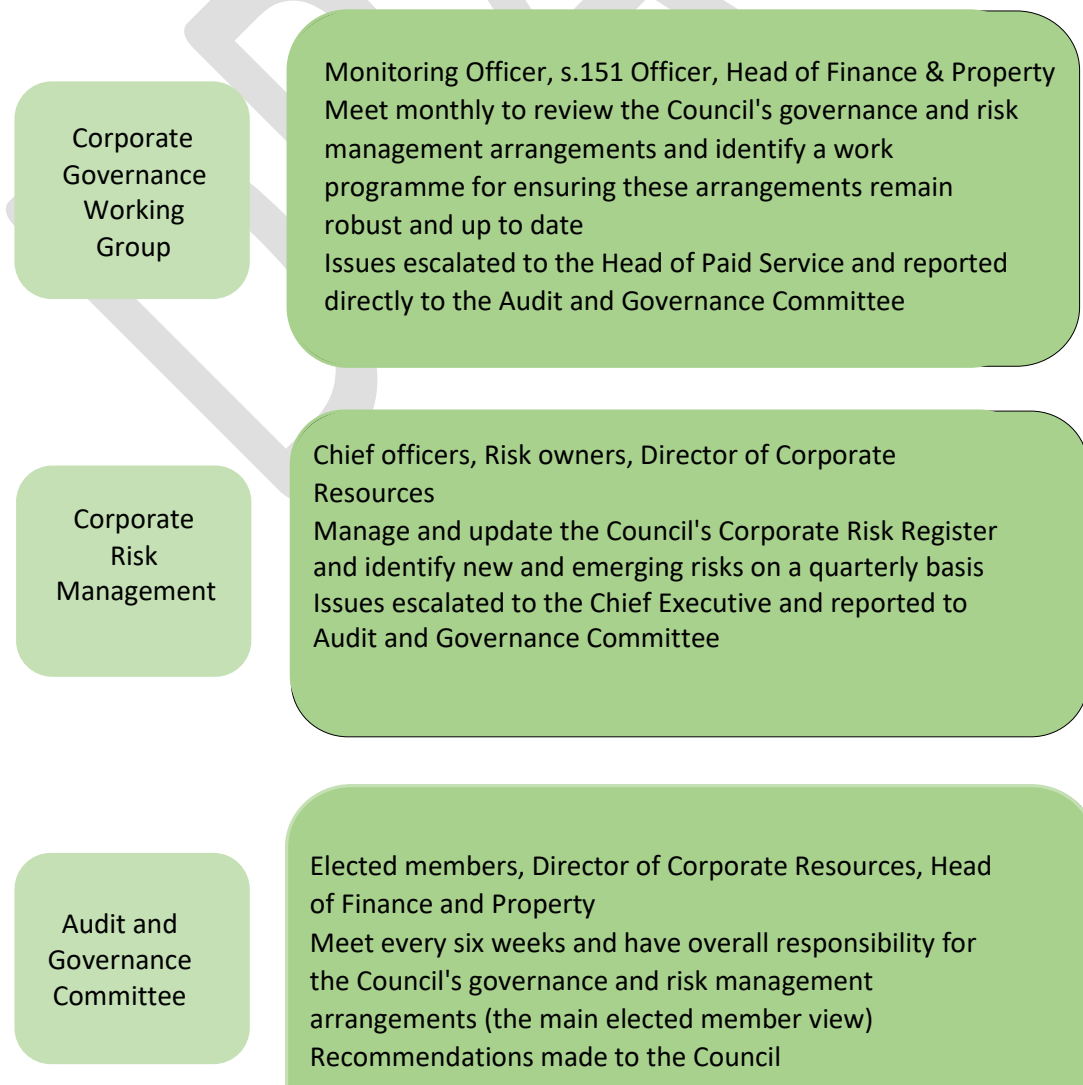 Corporate
Governance
Working
Group
Monitoring Officer, s.151 Officer, Head of Finance & Property
Meet monthly to review the Council's governance and risk
management arrangements and identify a work
programme for ensuring these arrangements remain
robust and up to date
Issues escalated to the Head of Paid Service and reported
directly to the Audit and Governance Committee
Corporate
Risk
Management
Chief officers, Risk owners, Director of Corporate
Resources
Manage and update the Council's Corporate Risk Register
and identify new and emerging risks on a quarterly basis
Issues escalated to the Chief Executive and reported to
Audit and Governance Committee
Audit and
Governance
Committee
Elected members, Director of Corporate Resources, Head
of Finance and Property
Meet every six weeks and have overall responsibility for
the Council's governance and risk management
arrangements (the main elected member view)
Recommendations made to the Council